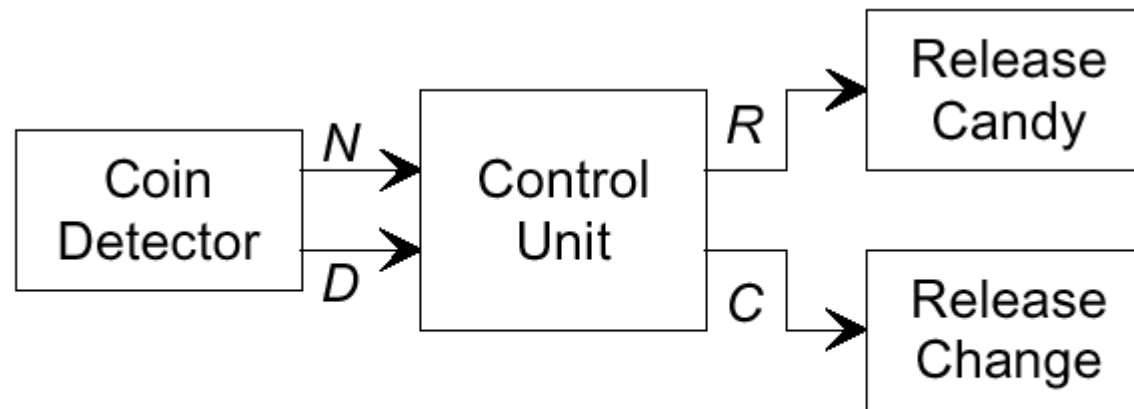 Coin
Detector
N
D
Control
Unit
R
C
Release
Candy
Release
Change